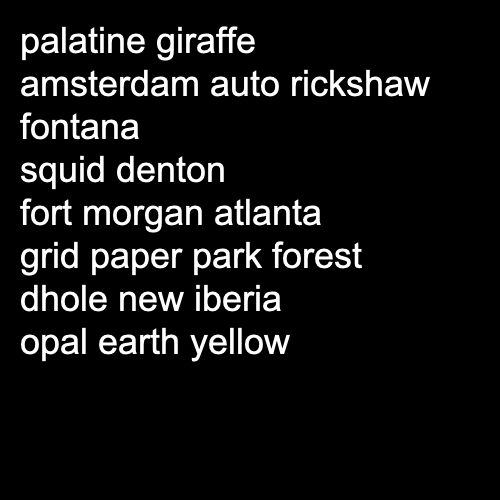 palatine giraffe
amsterdam auto rickshaw
fontana
squid denton
fort morgan atlanta
grid paper park forest
dhole new iberia
opal earth yellow